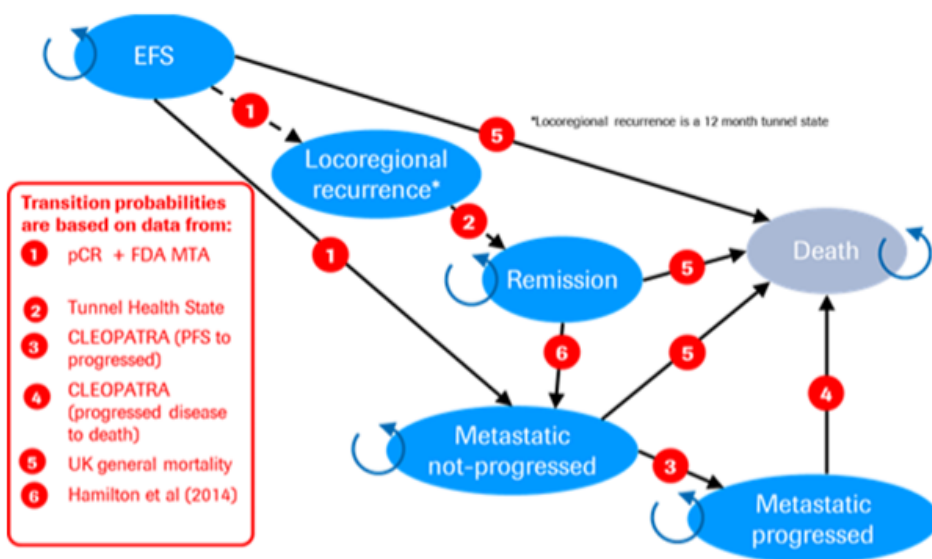 EFS
1
5
*Locoregional recurrence is a 12 month tunnel state
Locoregional
recurrence*
Transition probabilities
are based on data from:
1 pCR + FDA MTA
2 Tunnel Health State
3 CLEOPATRA (PFS to
progressed)
4 CLEOPATRA
(progressed disease
to death)
5 UK general mortality
6 Hamilton et al (2014)
2
1
Death
Remission
5
6
5
4
Metastatic
not-progressed
3
Metastatic
progressed